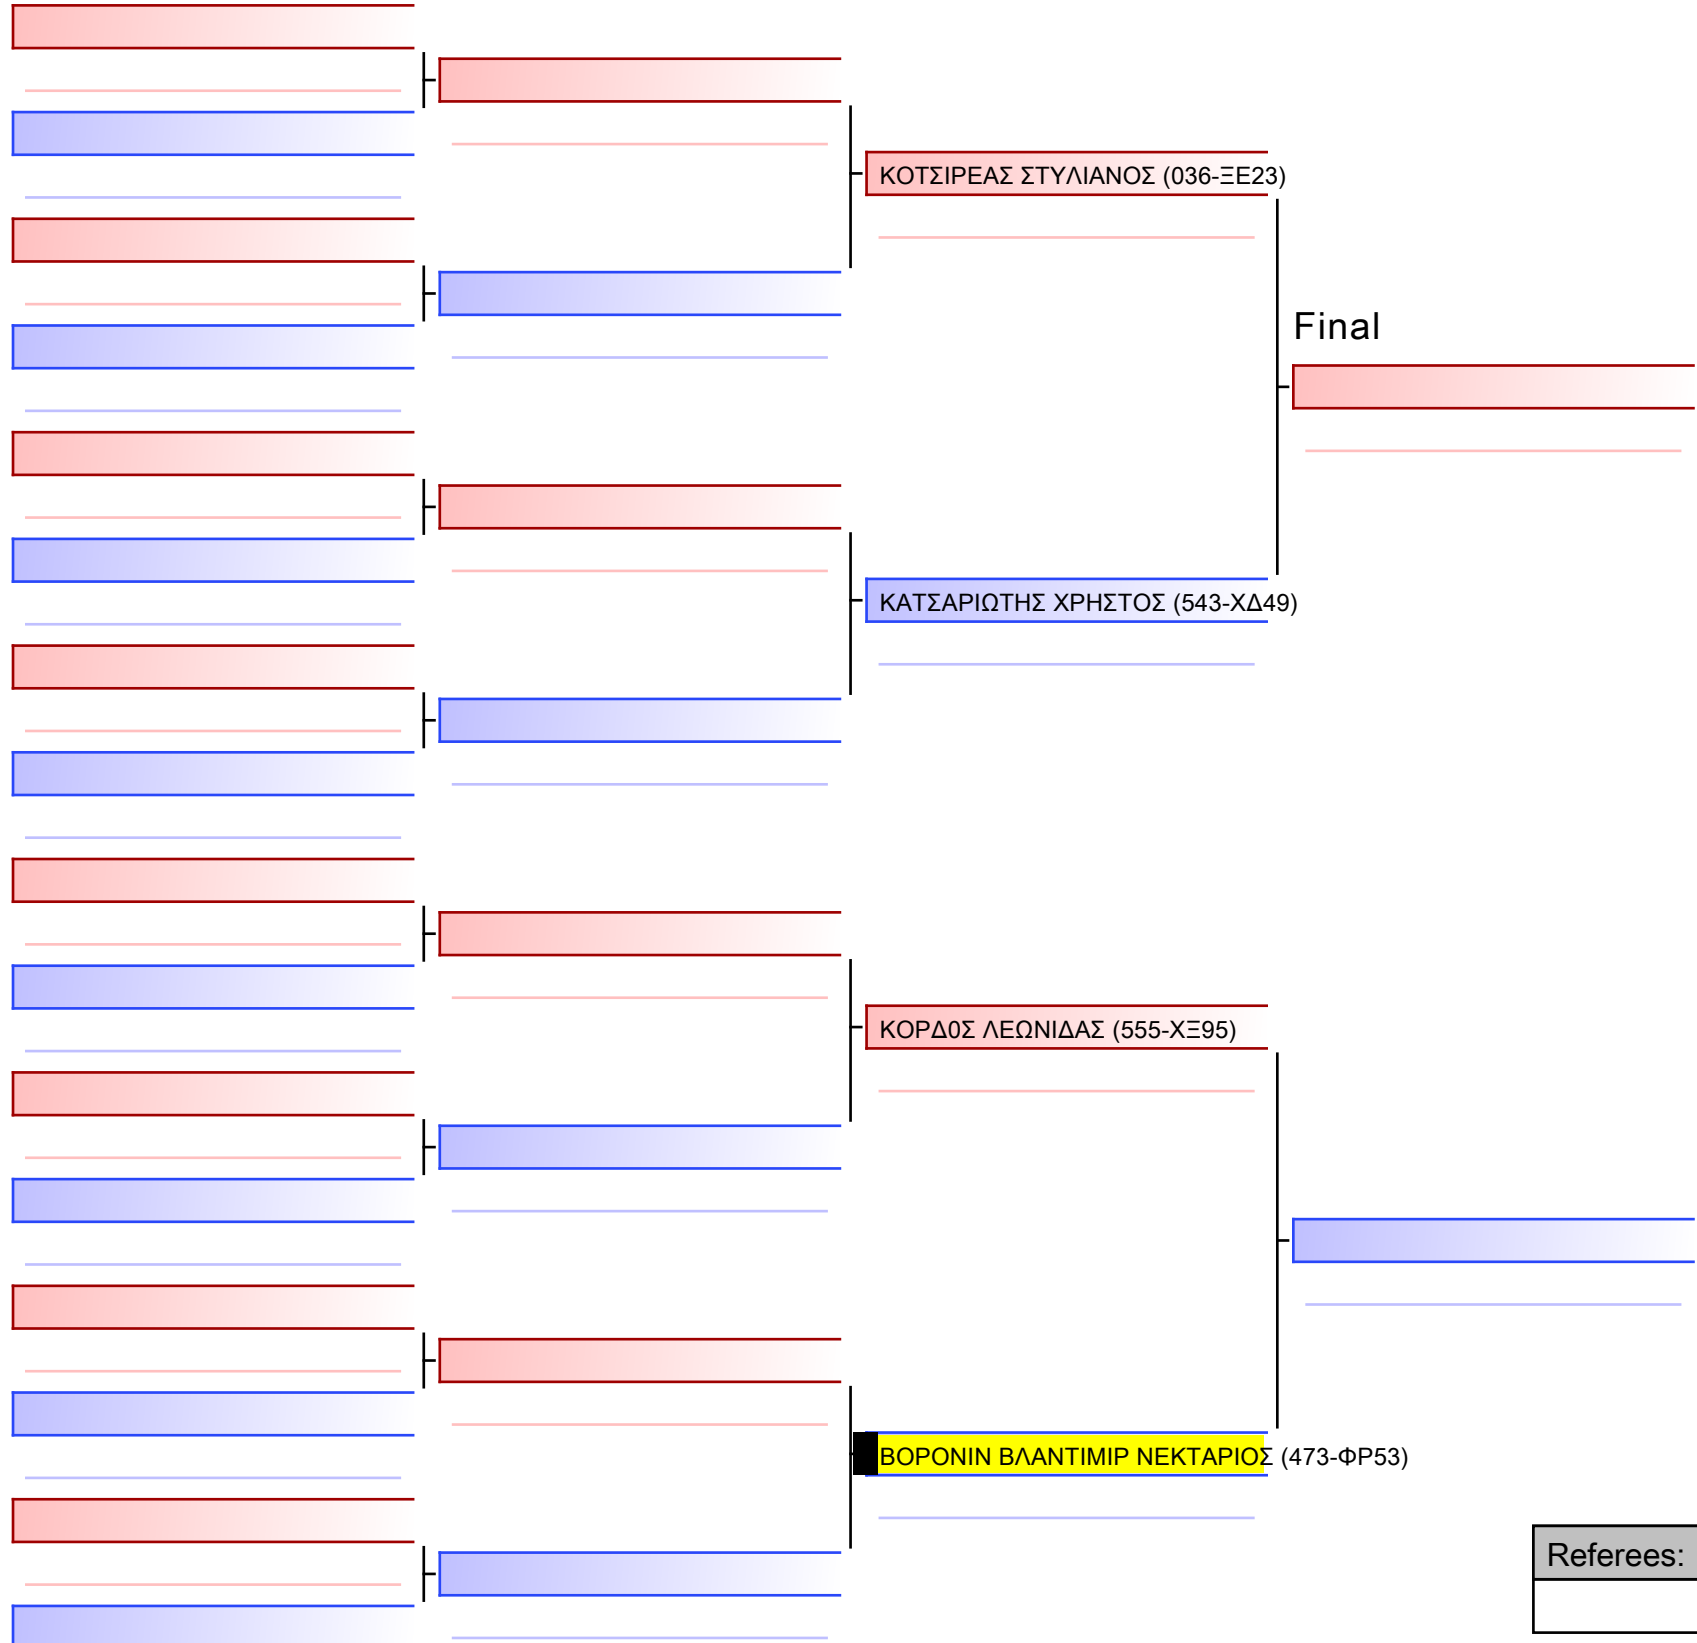 ΚΟΤΣΙΡΕΑΣ ΣΤΥΛΙΑΝΟΣ (036-ΞΕ23)
Final
ΚΑΤΣΑΡΙΩΤΗΣ ΧΡΗΣΤΟΣ (543-ΧΔ49)
ΚΟΡΔ0Σ ΛΕΩΝΙΔΑΣ (555-ΧΞ95)
ΒΟΡΟΝΙΝ ΒΛΑΝΤΙΜΙΡ ΝΕΚΤΑΡΙΟΣ (473-ΦΡ53)
Referees: